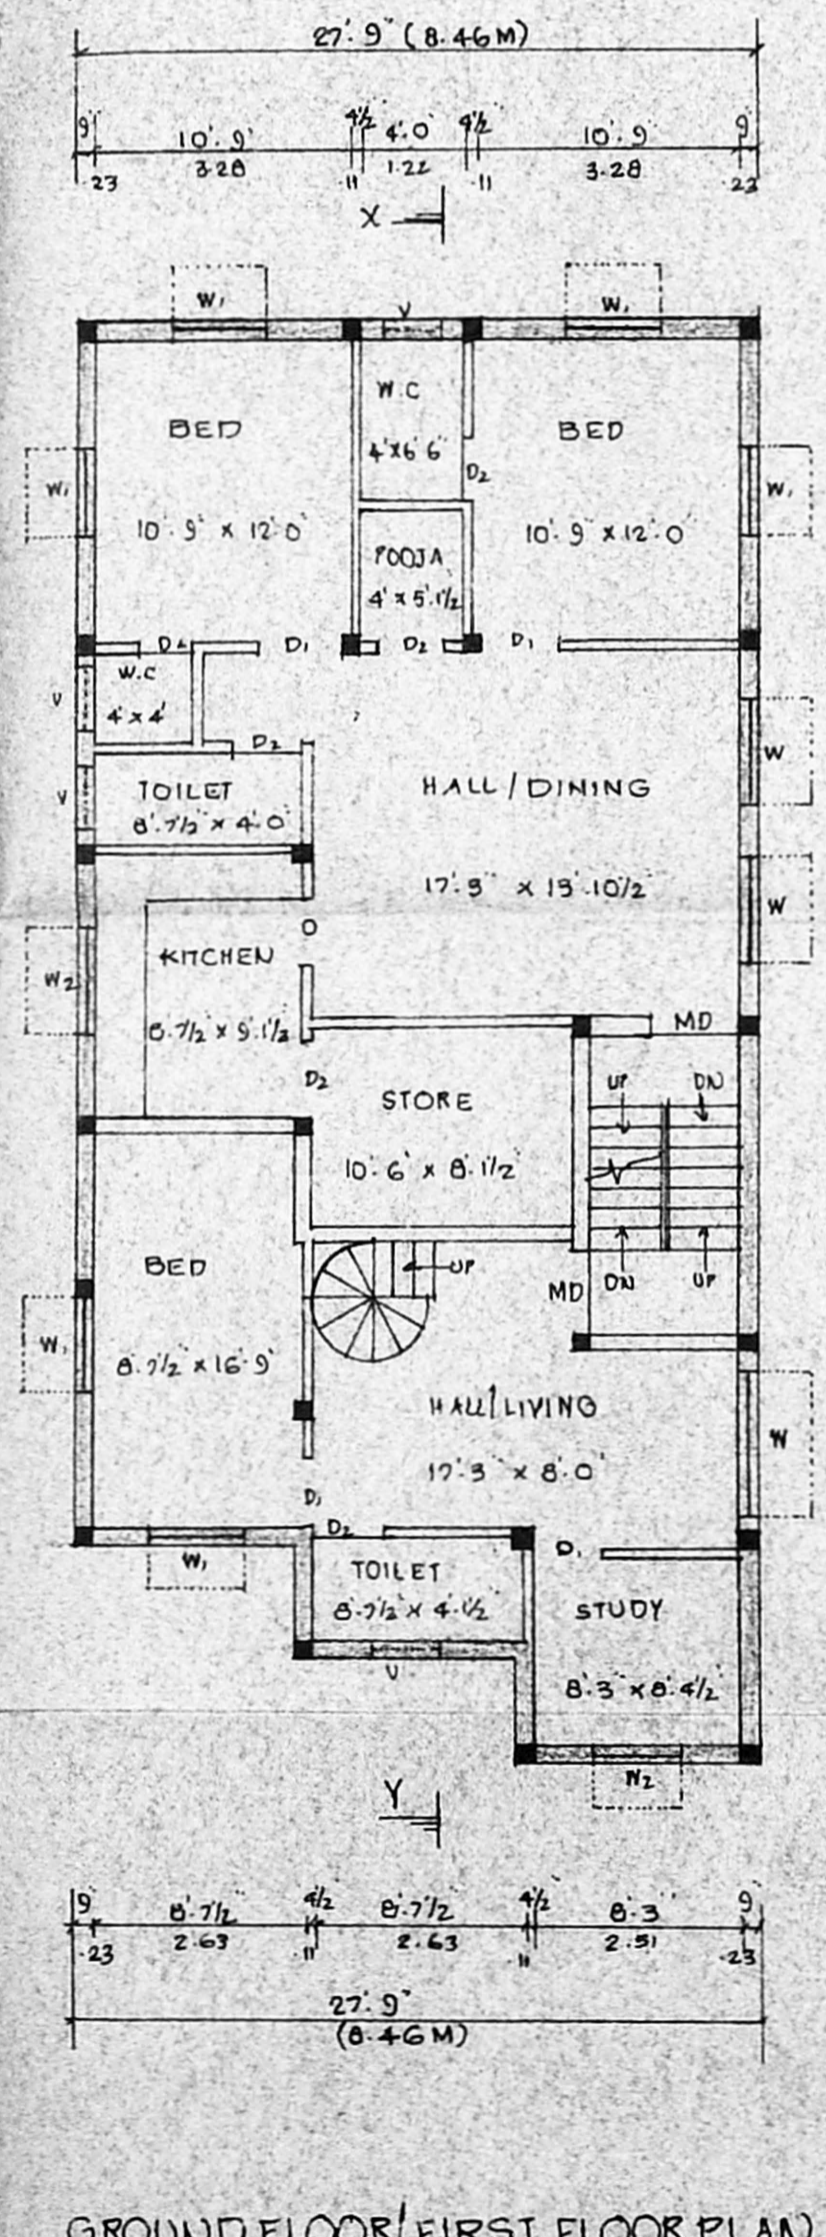 27'.9" (8.46M)
9" 10'.9" 4½" 4'.0" 4½" 10'.9" 9"
.23 3.28 .11 1.22 .11 3.28 .23
X
W1 V W1
W.C
BED 4'x6'6" BED
D2
W1 W1
10'.9" x 12'.0" 10'.9" x 12'.0"
POOJA
4' x 5'.1½"
D2 D1 D2 D1
W.C
V
4' x 4'
D2 W
TOILET HALL / DINING
V
8'.7½" x 4'.0"
17'.3" x 13'.10½"
W
O
KITCHEN
W2
8'.7½" x 9'.1½"
MD
D2 UP DN
STORE
10'.6" x 8'.1½"
BED UP
MD DN UP
W1
8'.7½" x 16'.9"
HALL/LIVING
W
17'.3" x 8'.0"
D1
D2 D1
W1
TOILET
8'.7½" x 4'.1½" STUDY
V
8'.3" x 8'.4½"
W2
Y
9" 8'.7½" 4½" 8'.7½" 4½" 8'.3" 9"
.23 2.63 .11 2.63 .11 2.51 .23
27'.9"
(8.46M)
GROUND FLOOR/FIRST FLOOR PLAN